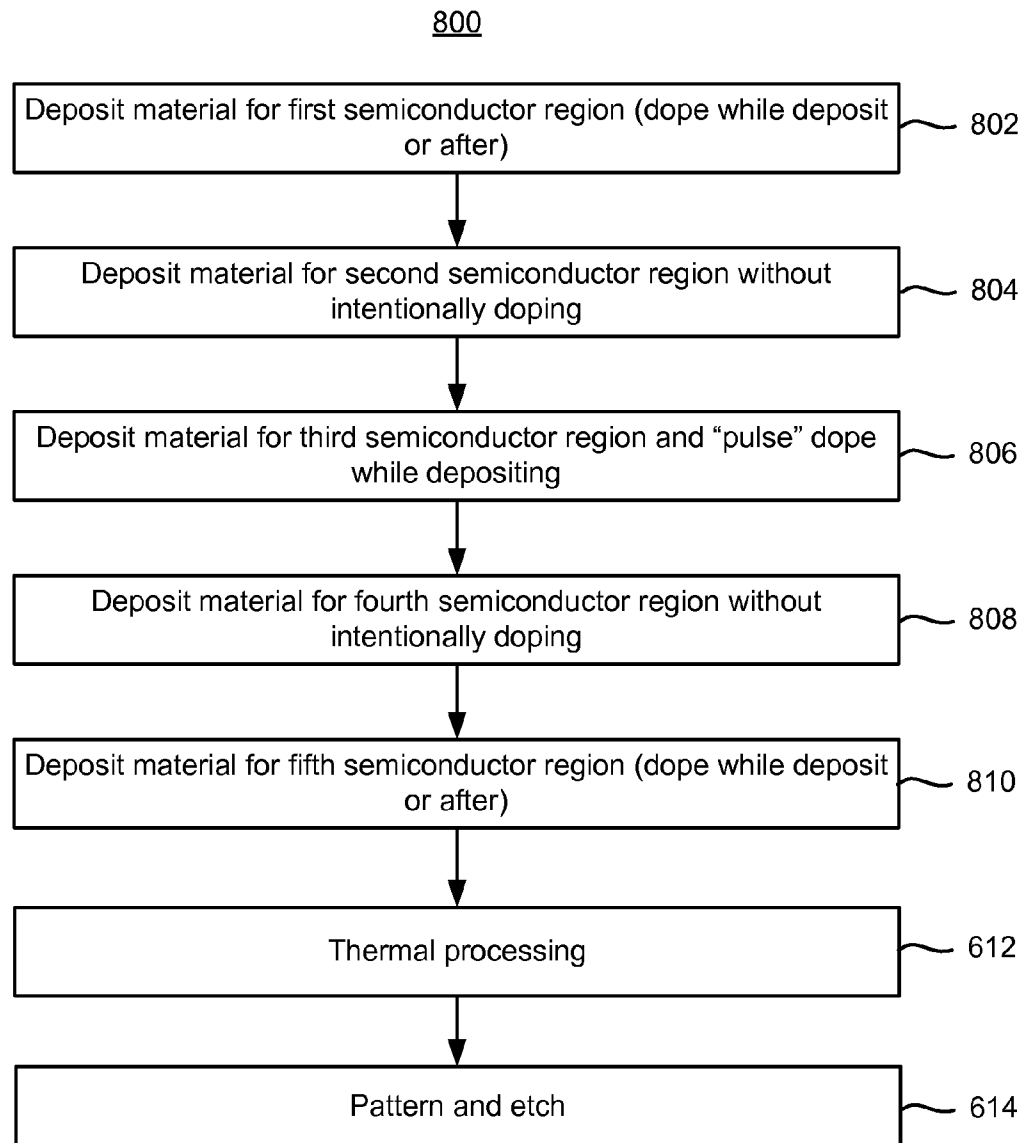 800
Deposit material for first semiconductor region (dope while deposit
or after)
802
Deposit material for second semiconductor region without
intentionally doping
804
Deposit material for third semiconductor region and “pulse” dope
while depositing
806
Deposit material for fourth semiconductor region without
intentionally doping
808
Deposit material for fifth semiconductor region (dope while deposit
or after)
810
Thermal processing
612
Pattern and etch
614